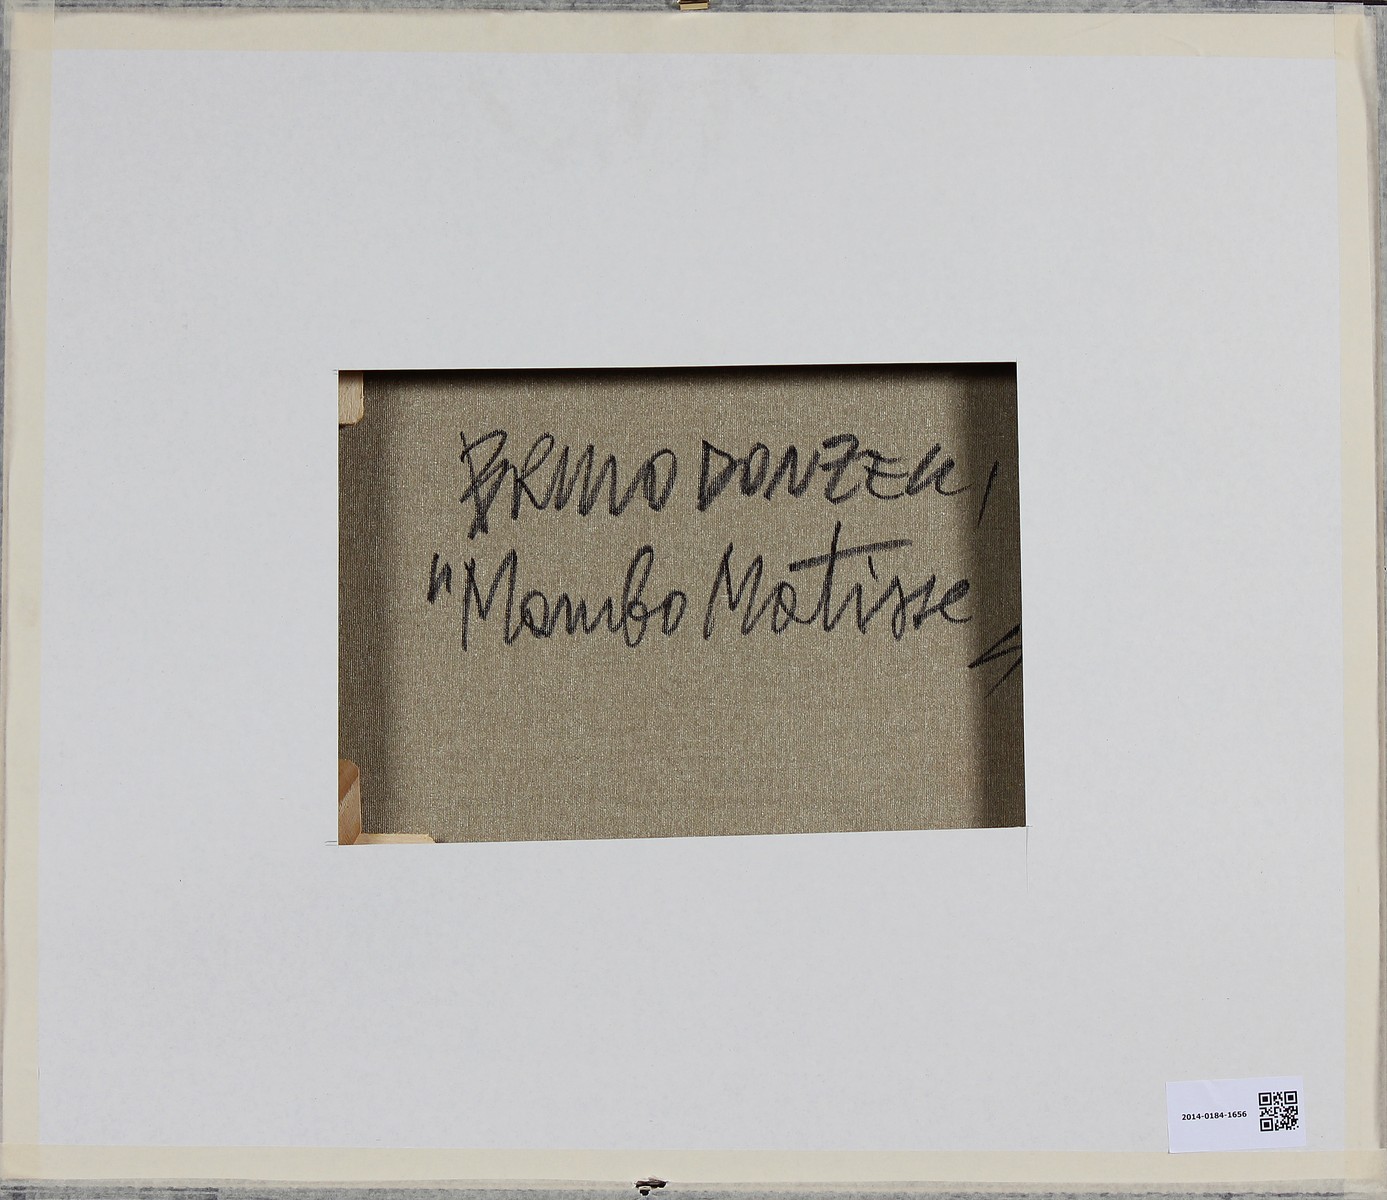 BRUNO DONZELLI
"Mambo Matisse"
2014-0184-1656